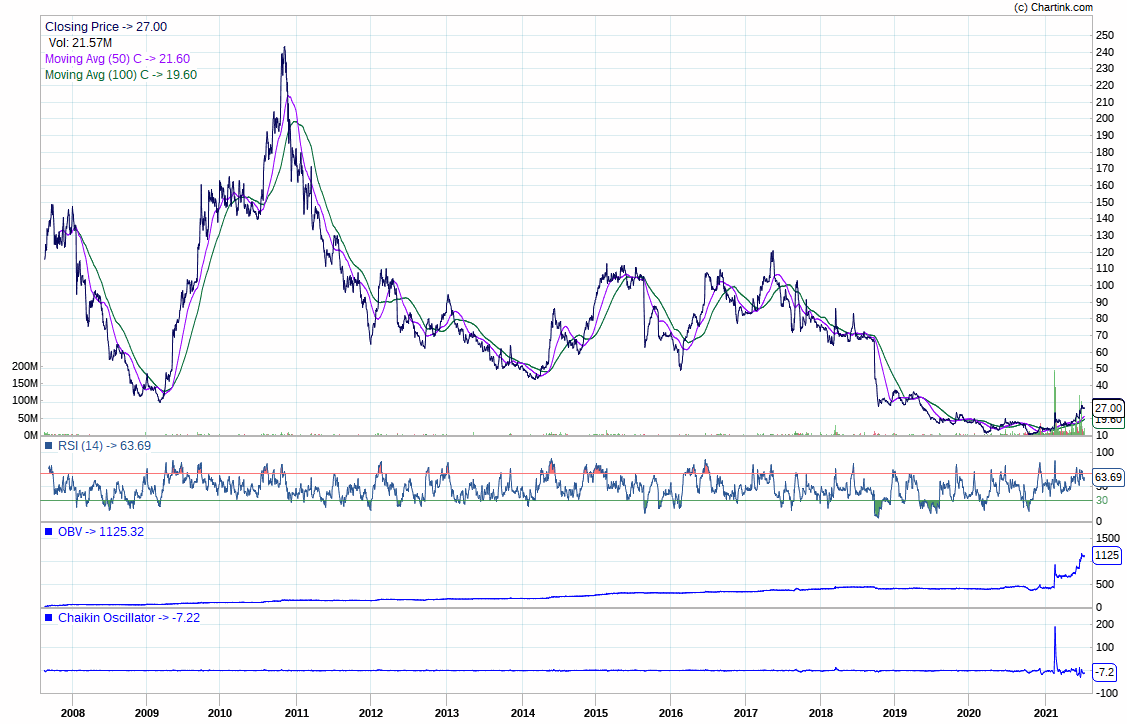 (c) Chartink.com
Closing Price -> 27.00
Vol: 21.57M
Moving Avg (50) C -> 21.60
Moving Avg (100) C -> 19.60
250
240
230
220
210
200
190
180
170
160
150
140
130
120
110
100
90
80
70
60
50
40
27.00
19.60
10
200M
150M
100M
50M
0M
RSI (14) -> 63.69
100
63.69
50
30
0
OBV -> 1125.32
1500
1125
500
0
Chaikin Oscillator -> -7.22
200
100
-7.2
-100
2008 2009 2010 2011 2012 2013 2014 2015 2016 2017 2018 2019 2020 2021